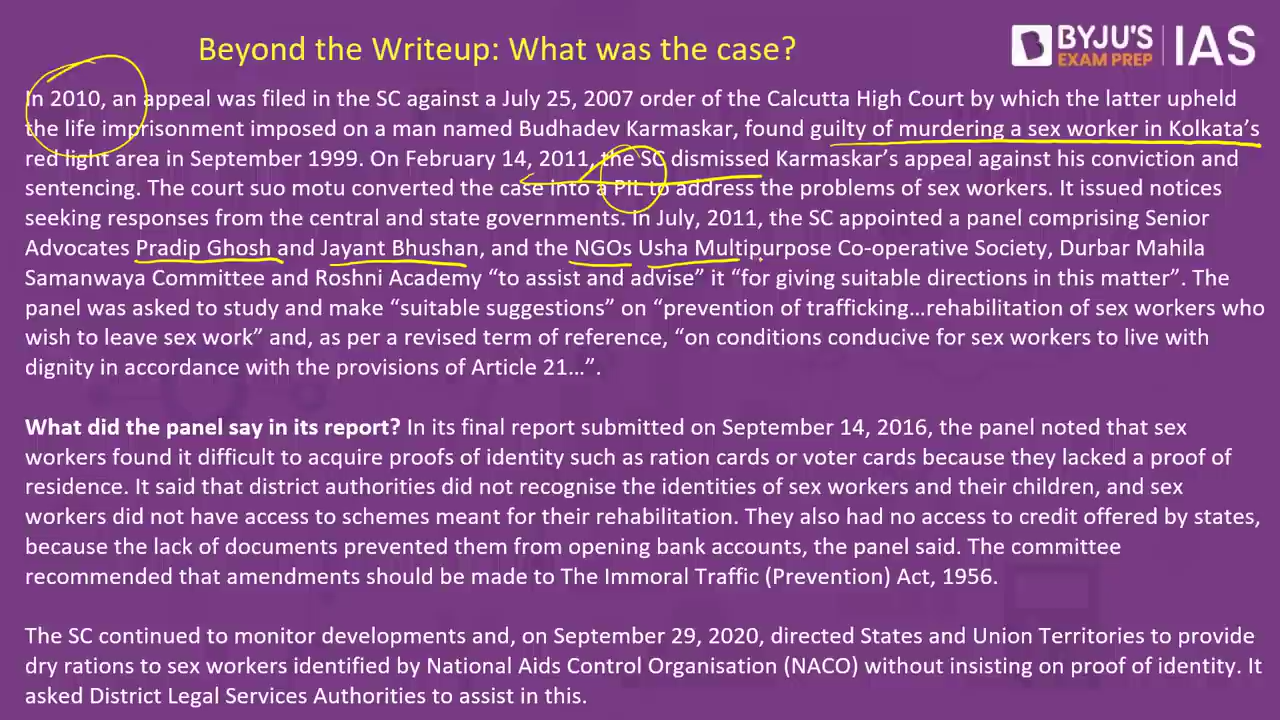 Beyond the Writeup: What was the case?
BYJU'S
EXAM PREP
IAS
In 2010, an appeal was filed in the SC against a July 25, 2007 order of the Calcutta High Court by which the latter upheld
the life imprisonment imposed on a man named Budhadev Karmaskar, found guilty of murdering a sex worker in Kolkata's
red light area in September 1999. On February 14, 2011, the SC dismissed Karmaskar's appeal against his conviction and
sentencing. The court suo motu converted the case into a PIL to address the problems of sex workers. It issued notices
seeking responses from the central and state governments. In July, 2011, the SC appointed a panel comprising Senior
Advocates Pradip Ghosh and Jayant Bhushan, and the NGOs Usha Multipurpose Co-operative Society, Durbar Mahila
Samanwaya Committee and Roshni Academy “to assist and advise” it “for giving suitable directions in this matter”. The
panel was asked to study and make “suitable suggestions” on “prevention of trafficking…rehabilitation of sex workers who
wish to leave sex work” and, as per a revised term of reference, “on conditions conducive for sex workers to live with
dignity in accordance with the provisions of Article 21…”.
What did the panel say in its report? In its final report submitted on September 14, 2016, the panel noted that sex
workers found it difficult to acquire proofs of identity such as ration cards or voter cards because they lacked a proof of
residence. It said that district authorities did not recognise the identities of sex workers and their children, and sex
workers did not have access to schemes meant for their rehabilitation. They also had no access to credit offered by states,
because the lack of documents prevented them from opening bank accounts, the panel said. The committee
recommended that amendments should be made to The Immoral Traffic (Prevention) Act, 1956.
The SC continued to monitor developments and, on September 29, 2020, directed States and Union Territories to provide
dry rations to sex workers identified by National Aids Control Organisation (NACO) without insisting on proof of identity. It
asked District Legal Services Authorities to assist in this.